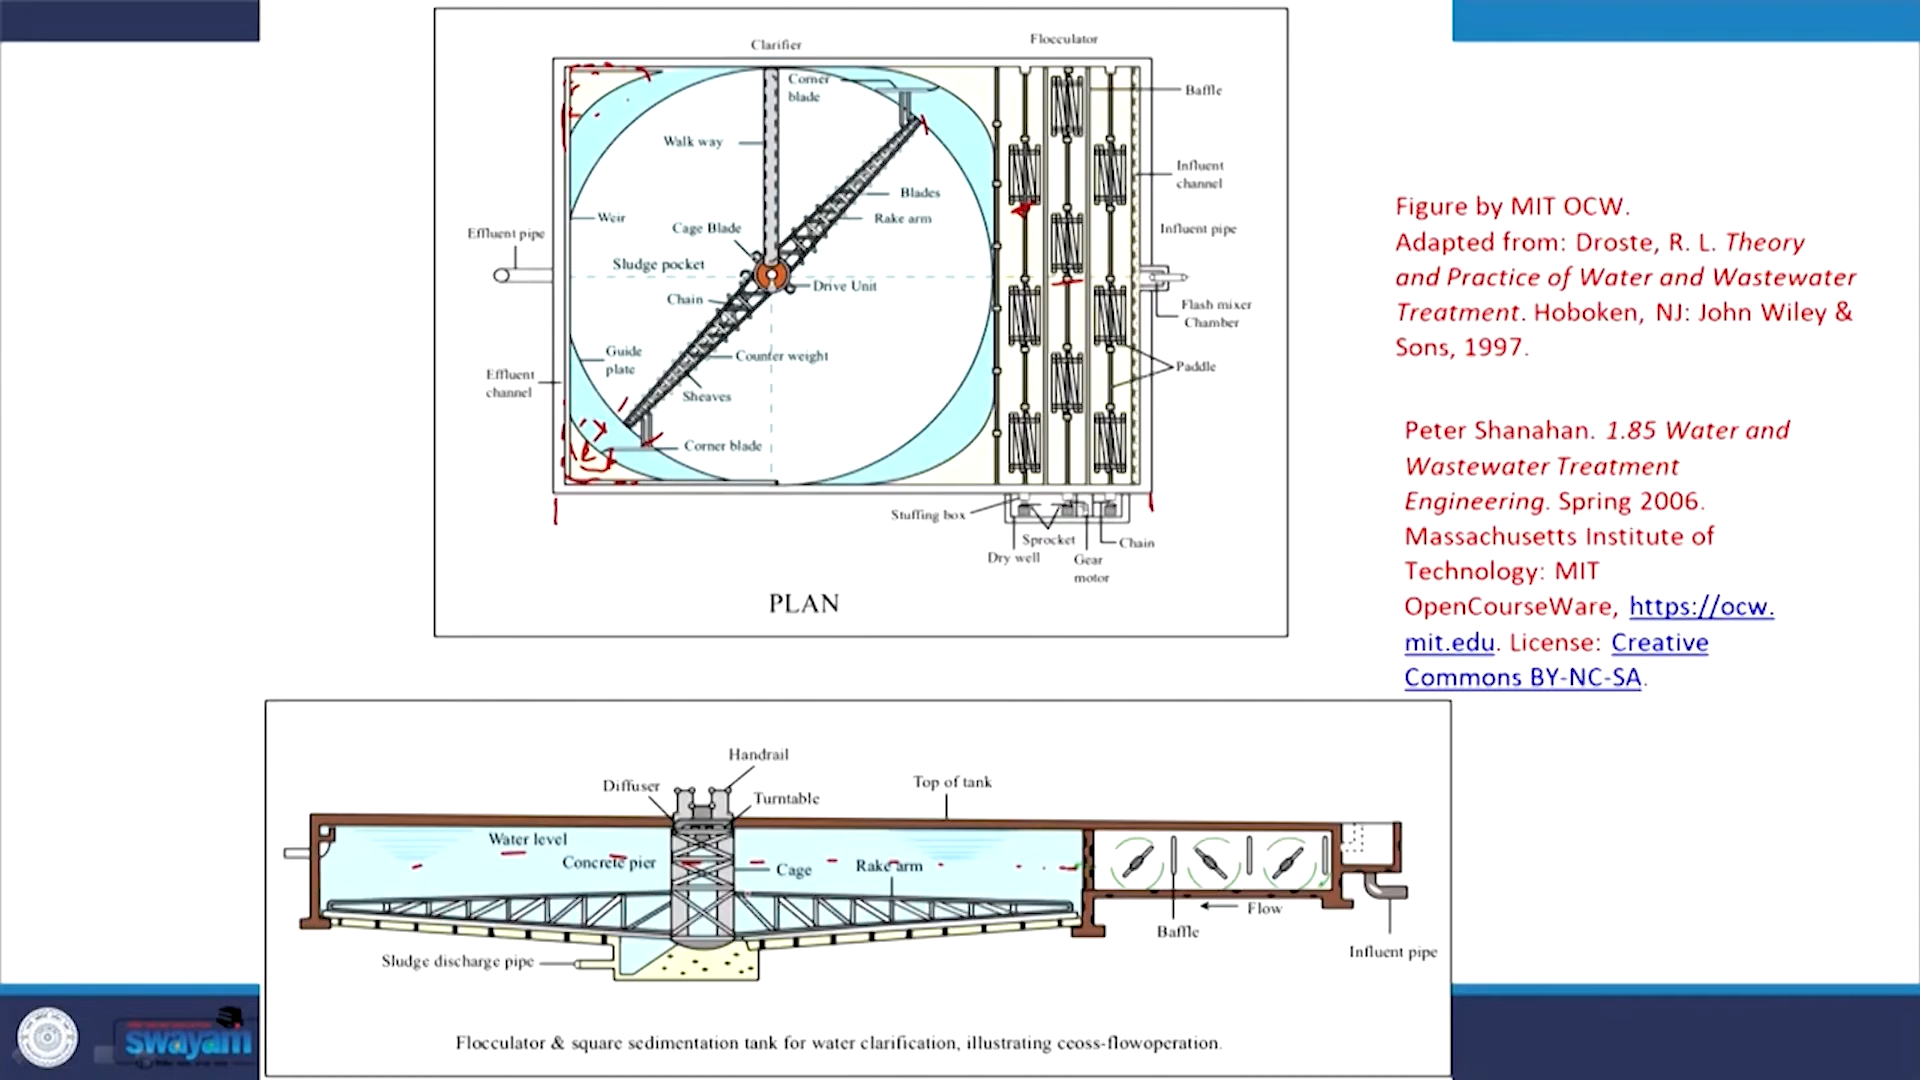 Clarifier
Flocculator
Corner
blade
Baffle
Walk way
Influent
channel
Blades
Weir
Rake arm
Cage Blade
Effluent pipe
Influent pipe
Sludge pocket
Drive Unit
Chain
Flash mixer
Chamber
Guide
plate
Counter weight
Effluent
channel
Paddle
Sheaves
Corner blade
Stuffing box
Sprocket
Chain
Dry well
Gear
motor
PLAN
Figure by MIT OCW.
Adapted from: Droste, R. L. Theory
and Practice of Water and Wastewater
Treatment. Hoboken, NJ: John Wiley &
Sons, 1997.
Peter Shanahan. 1.85 Water and
Wastewater Treatment
Engineering. Spring 2006.
Massachusetts Institute of
Technology: MIT
OpenCourseWare, https://ocw.
mit.edu. License: Creative
Commons BY-NC-SA.
Handrail
Diffuser
Turntable
Top of tank
Water level
Concrete pier
Cage
Rake arm
Flow
Baffle
Influent pipe
Sludge discharge pipe
Flocculator & square sedimentation tank for water clarification, illustrating ceoss-flowoperation.
swayam